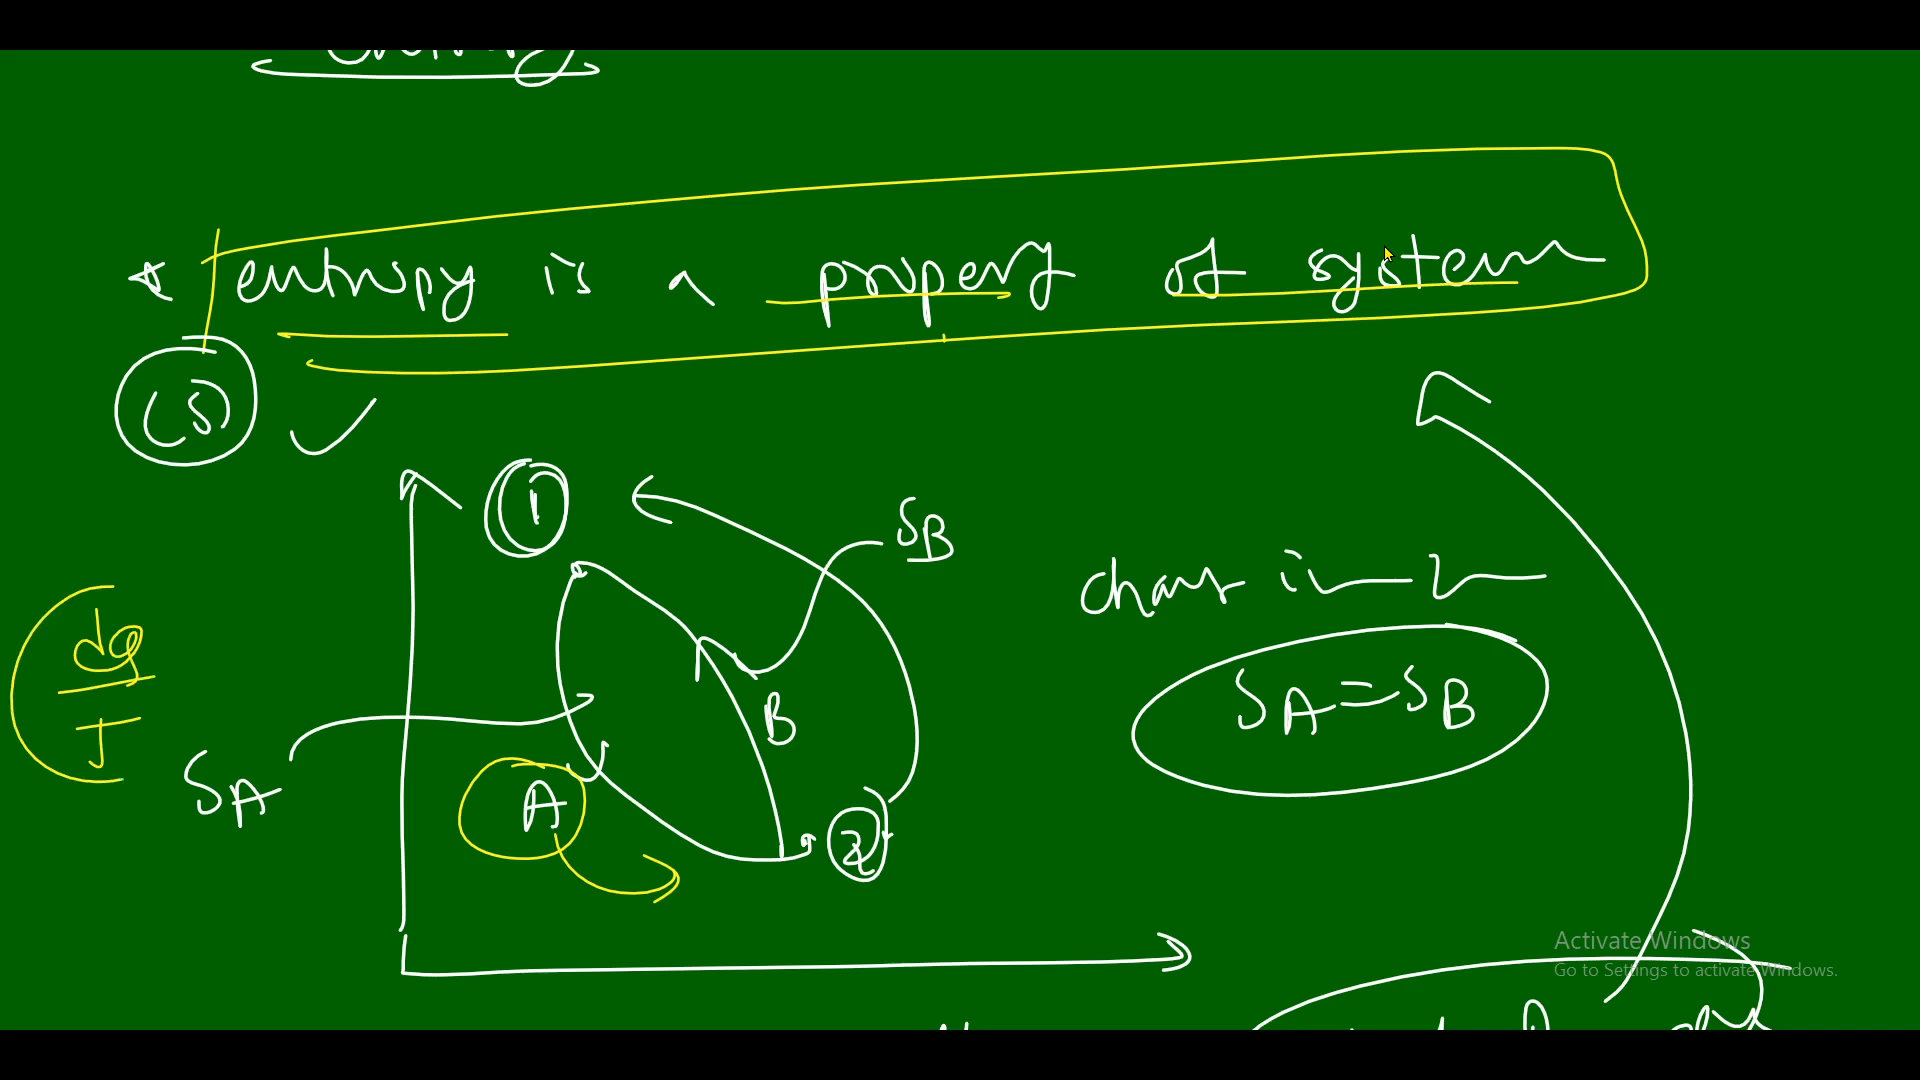 * entropy is a property of system
(S)
1
SB
change in
dQ
T
SA = SB
B
SA
A
2
Activate Windows
Go to Settings to activate Windows.